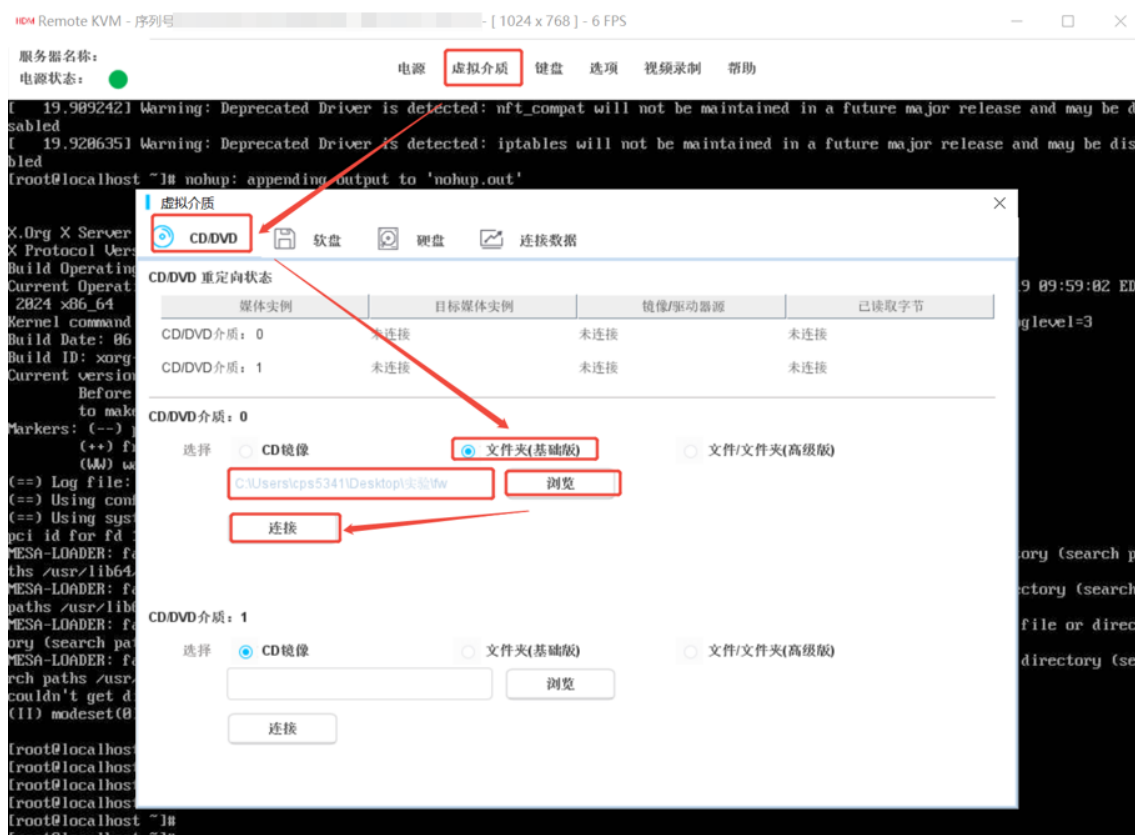 HDM Remote KVM - 序列号 - [ 1024 x 768 ] - 6 FPS
服务器名称:
电源状态:
电源 虚拟介质 键盘 选项 视频录制 帮助
[ 19.909242] Warning: Deprecated Driver is detected: nft_compat will not be maintained in a future major release and may be d
sabled
[ 19.920635] Warning: Deprecated Driver is detected: iptables will not be maintained in a future major release and may be dis
bled
[root@localhost ~]# nohup: appending output to 'nohup.out'
虚拟介质
X.Org X Server
CD/DVD 软盘 硬盘 连接数据
X Protocol Vers
Build Operating
CD/DVD 重定向状态
Current Operat 9 09:59:02 ED
媒体实例 目标媒体实例 镜像/驱动器源 已读取字节
2024 x86_64
Kernel command glevel=3
CD/DVD介质: 0 未连接 未连接 未连接
Build Date: 06
Build ID: xorg-
CD/DVD介质: 1 未连接 未连接 未连接
Current version
Before
to make
CD/DVD介质: 0
Markers: (--) p
(++) fr
选择 CD镜像 文件夹(基础版) 文件/文件夹(高级版)
(WW) wa
(==) Log file:
C:\Users\cps5341\Desktop\实验\fw 浏览
(==) Using conf
(==) Using syst
连接
pci id for fd 1
MESA-LOADER: fa ory (search p
ths /usr/lib64/
MESA-LOADER: fa ctory (search
paths /usr/lib6
CD/DVD介质: 1
MESA-LOADER: fa file or direc
ory (search pat
选择 CD镜像 文件夹(基础版) 文件/文件夹(高级版)
MESA-LOADER: fa directory (se
rch paths /usr/
浏览
couldn't get d
(II) modeset(0
连接
[root@localhost
[root@localhost
[root@localhost
[root@localhost
[root@localhost ~]#